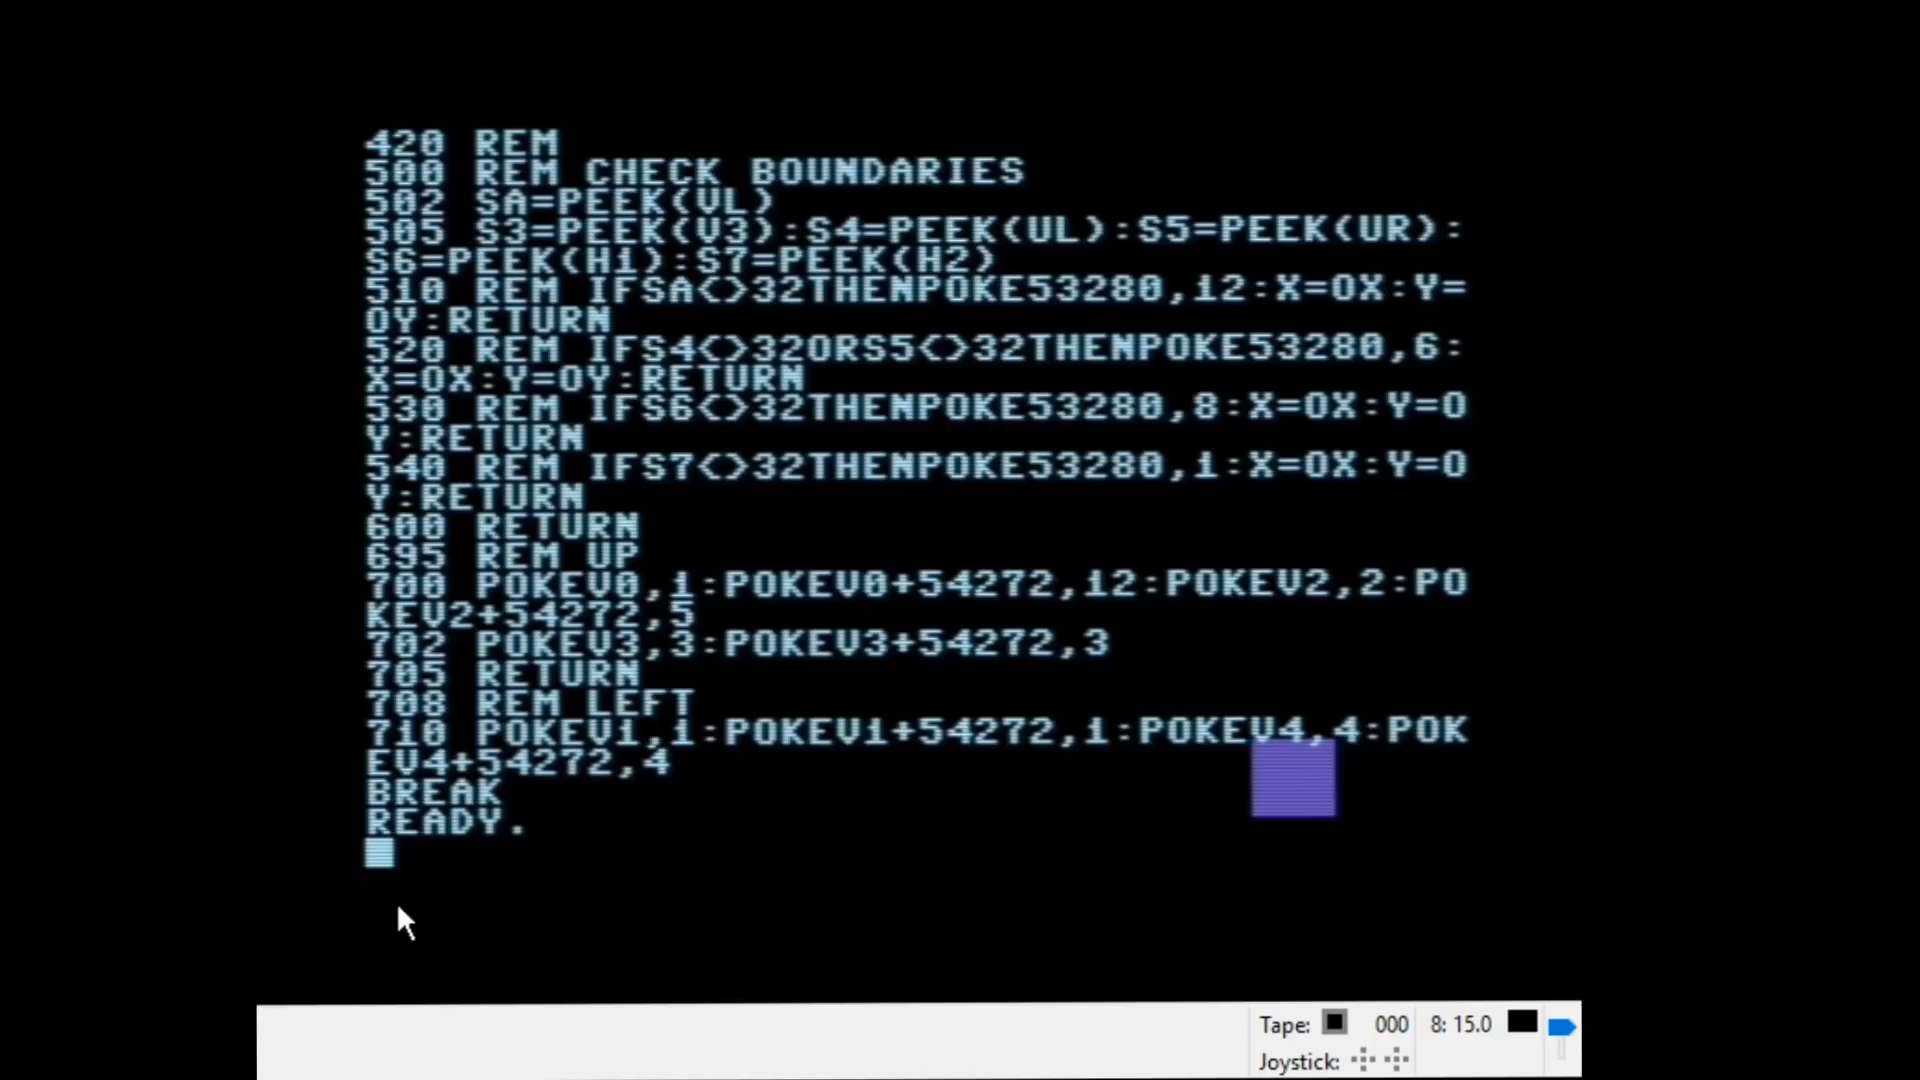 420 REM
500 REM CHECK BOUNDARIES
502 SA=PEEK(VL)
505 S3=PEEK(V3):S4=PEEK(UL):S5=PEEK(UR):
S6=PEEK(H1):S7=PEEK(H2)
510 REM IFSA<>32THENPOKE53280,12:X=OX:Y=
OY:RETURN
520 REM IFS4<>32ORS5<>32THENPOKE53280,6:
X=OX:Y=OY:RETURN
530 REM IFS6<>32THENPOKE53280,8:X=OX:Y=O
Y:RETURN
540 REM IFS7<>32THENPOKE53280,1:X=OX:Y=O
Y:RETURN
600 RETURN
695 REM UP
700 POKEV0,1:POKEV0+54272,12:POKEV2,2:PO
KEV2+54272,5
702 POKEV3,3:POKEV3+54272,3
705 RETURN
708 REM LEFT
710 POKEV1,1:POKEV1+54272,1:POKEV4,4:POK
EV4+54272,4
BREAK
READY.
Tape: 000 8: 15.0
Joystick: